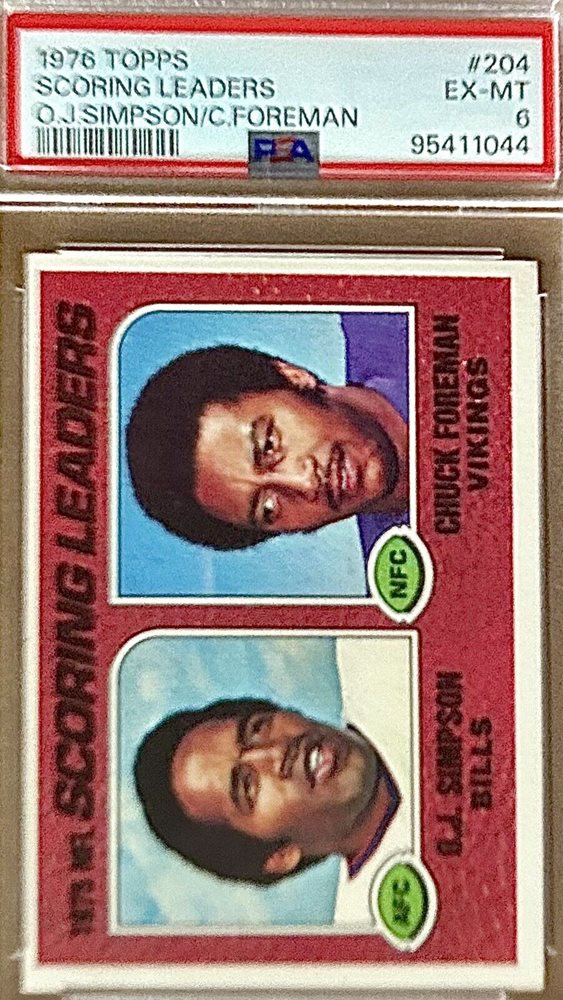 1976 TOPPS
#204
SCORING LEADERS
EX-MT
O.J.SIMPSON/C.FOREMAN
6
PSA
95411044
1975 NFL SCORING LEADERS
AFC
NFC
O.J. SIMPSON
BILLS
CHUCK FOREMAN
VIKINGS